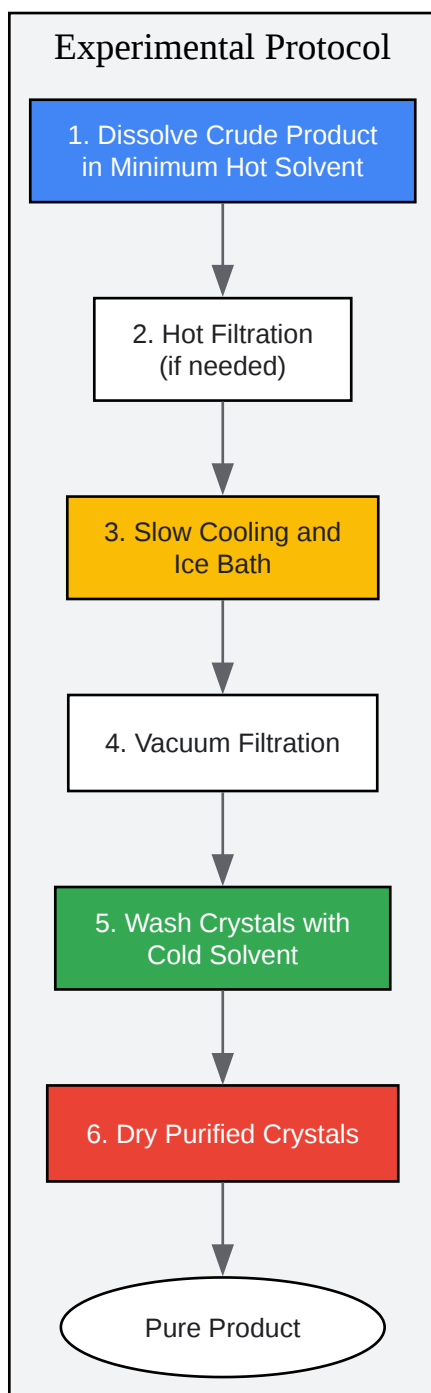 Experimental Protocol
1. Dissolve Crude Product
in Minimum Hot Solvent
2. Hot Filtration
(if needed)
3. Slow Cooling and
Ice Bath
4. Vacuum Filtration
5. Wash Crystals with
Cold Solvent
6. Dry Purified Crystals
Pure Product